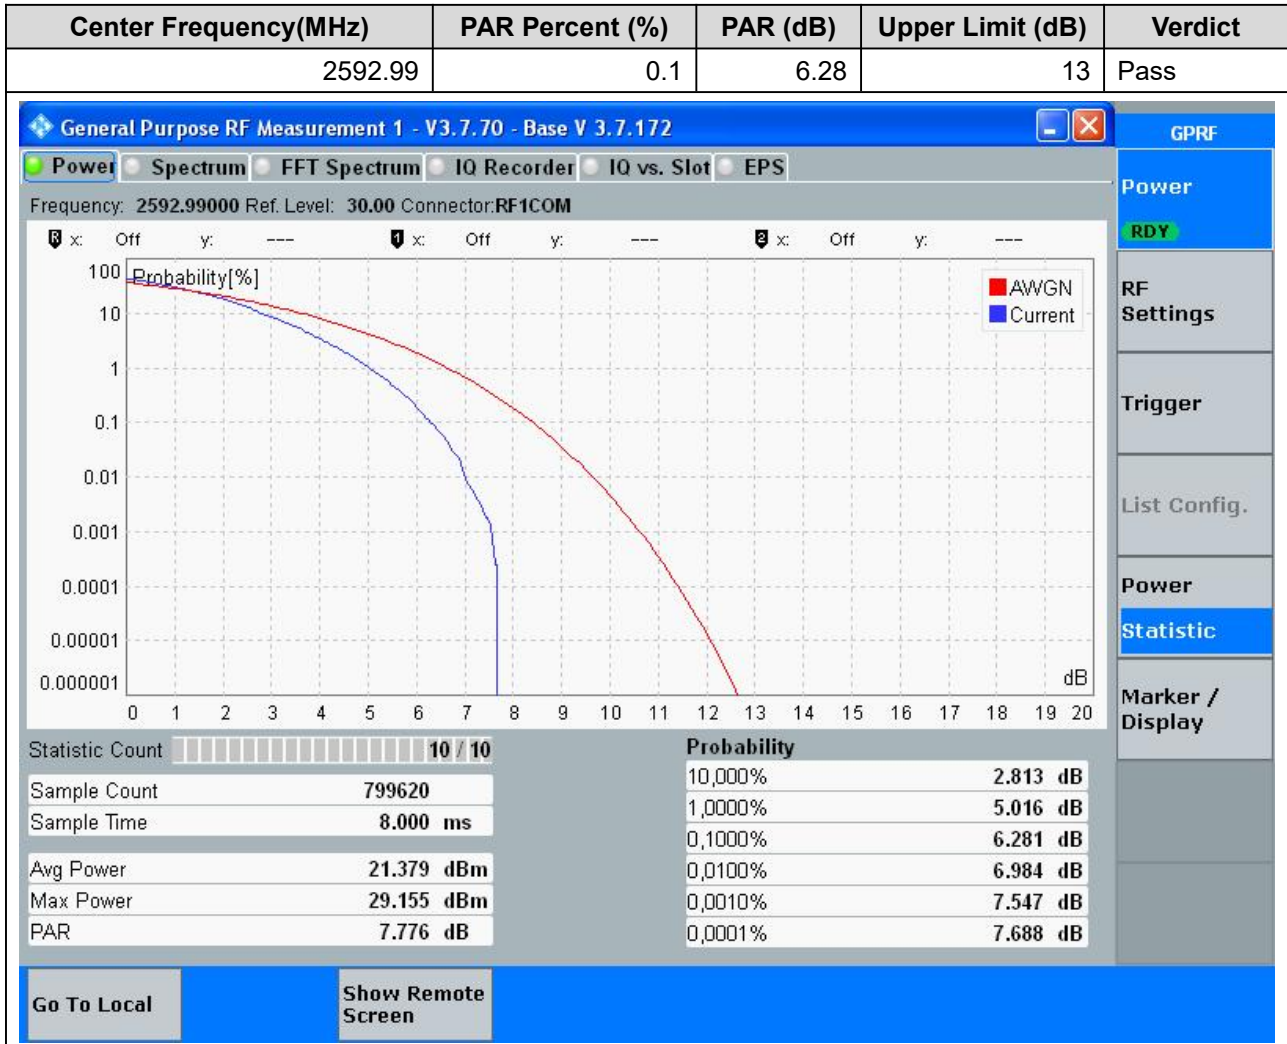 Center Frequency(MHz) PAR Percent (%) PAR (dB) Upper Limit (dB) Verdict
2592.99 0.1 6.28 13 Pass
General Purpose RF Measurement 1 - V3.7.70 - Base V 3.7.172
GPRF
Power Spectrum FFT Spectrum IQ Recorder IQ vs. Slot EPS
Frequency: 2592.99000 Ref. Level: 30.00 Connector:RF1COM
R x: Off y: --- 1 x: Off y: --- 2 x: Off y: ---
Probability[%]
100
10
1
0.1
0.01
0.001
0.0001
0.00001
0.000001
AWGN
Current
dB
0 1 2 3 4 5 6 7 8 9 10 11 12 13 14 15 16 17 18 19 20
Statistic Count 10 / 10
Sample Count 799620
Sample Time 8.000 ms
Avg Power 21.379 dBm
Max Power 29.155 dBm
PAR 7.776 dB
Probability
10,000% 2.813 dB
1,0000% 5.016 dB
0,1000% 6.281 dB
0,0100% 6.984 dB
0,0010% 7.547 dB
0,0001% 7.688 dB
Power
RDY
RF
Settings
Trigger
List Config.
Power
Statistic
Marker /
Display
Go To Local
Show Remote
Screen